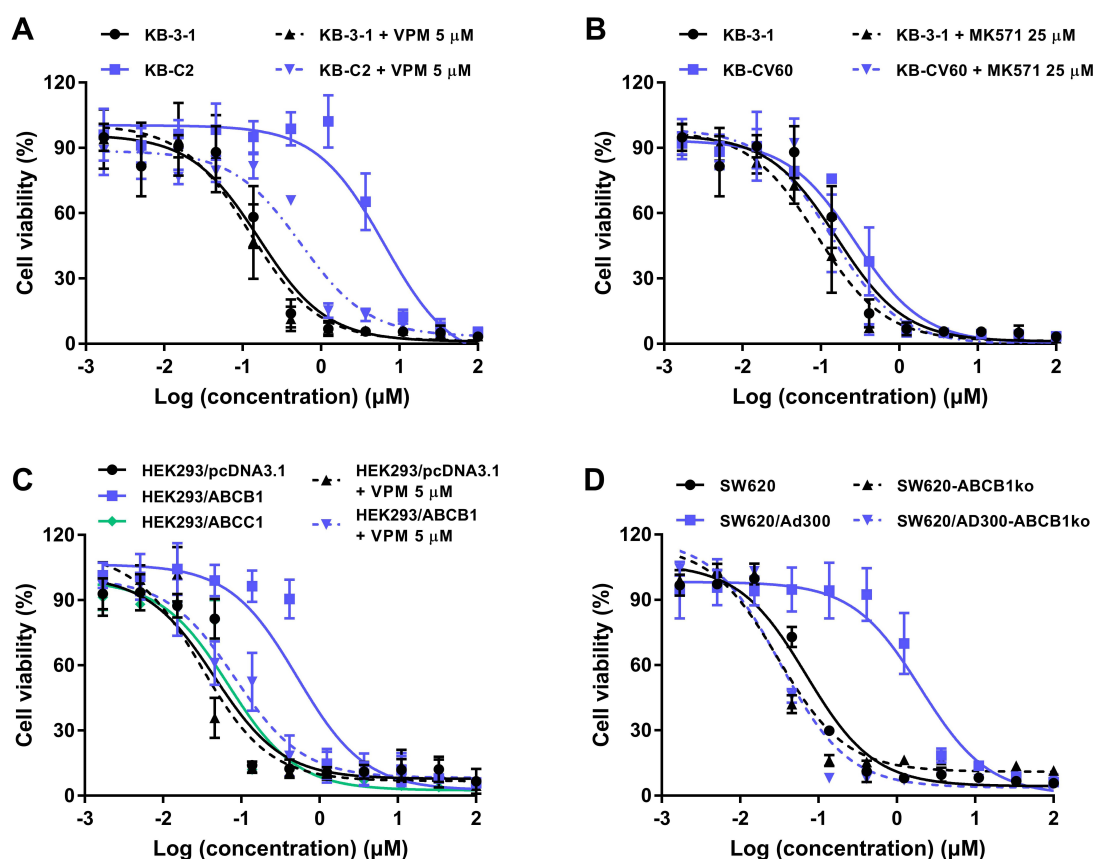 A
KB-3-1
KB-3-1 + VPM 5 μM
KB-C2
KB-C2 + VPM 5 μM
120
90
60
30
0
Cell viability (%)
-3 -2 -1 0 1 2
Log (concentration) (μM)
B
KB-3-1
KB-3-1 + MK571 25 μM
KB-CV60
KB-CV60 + MK571 25 μM
120
90
60
30
0
Cell viability (%)
-3 -2 -1 0 1 2
Log (concentration) (μM)
C
HEK293/pcDNA3.1
HEK293/ABCB1
HEK293/ABCC1
HEK293/pcDNA3.1
+ VPM 5 μM
HEK293/ABCB1
+ VPM 5 μM
120
90
60
30
0
Cell viability (%)
-3 -2 -1 0 1 2
Log (concentration) (μM)
D
SW620
SW620-ABCB1ko
SW620/Ad300
SW620/AD300-ABCB1ko
120
90
60
30
0
Cell viability (%)
-3 -2 -1 0 1 2
Log (concentration) (μM)